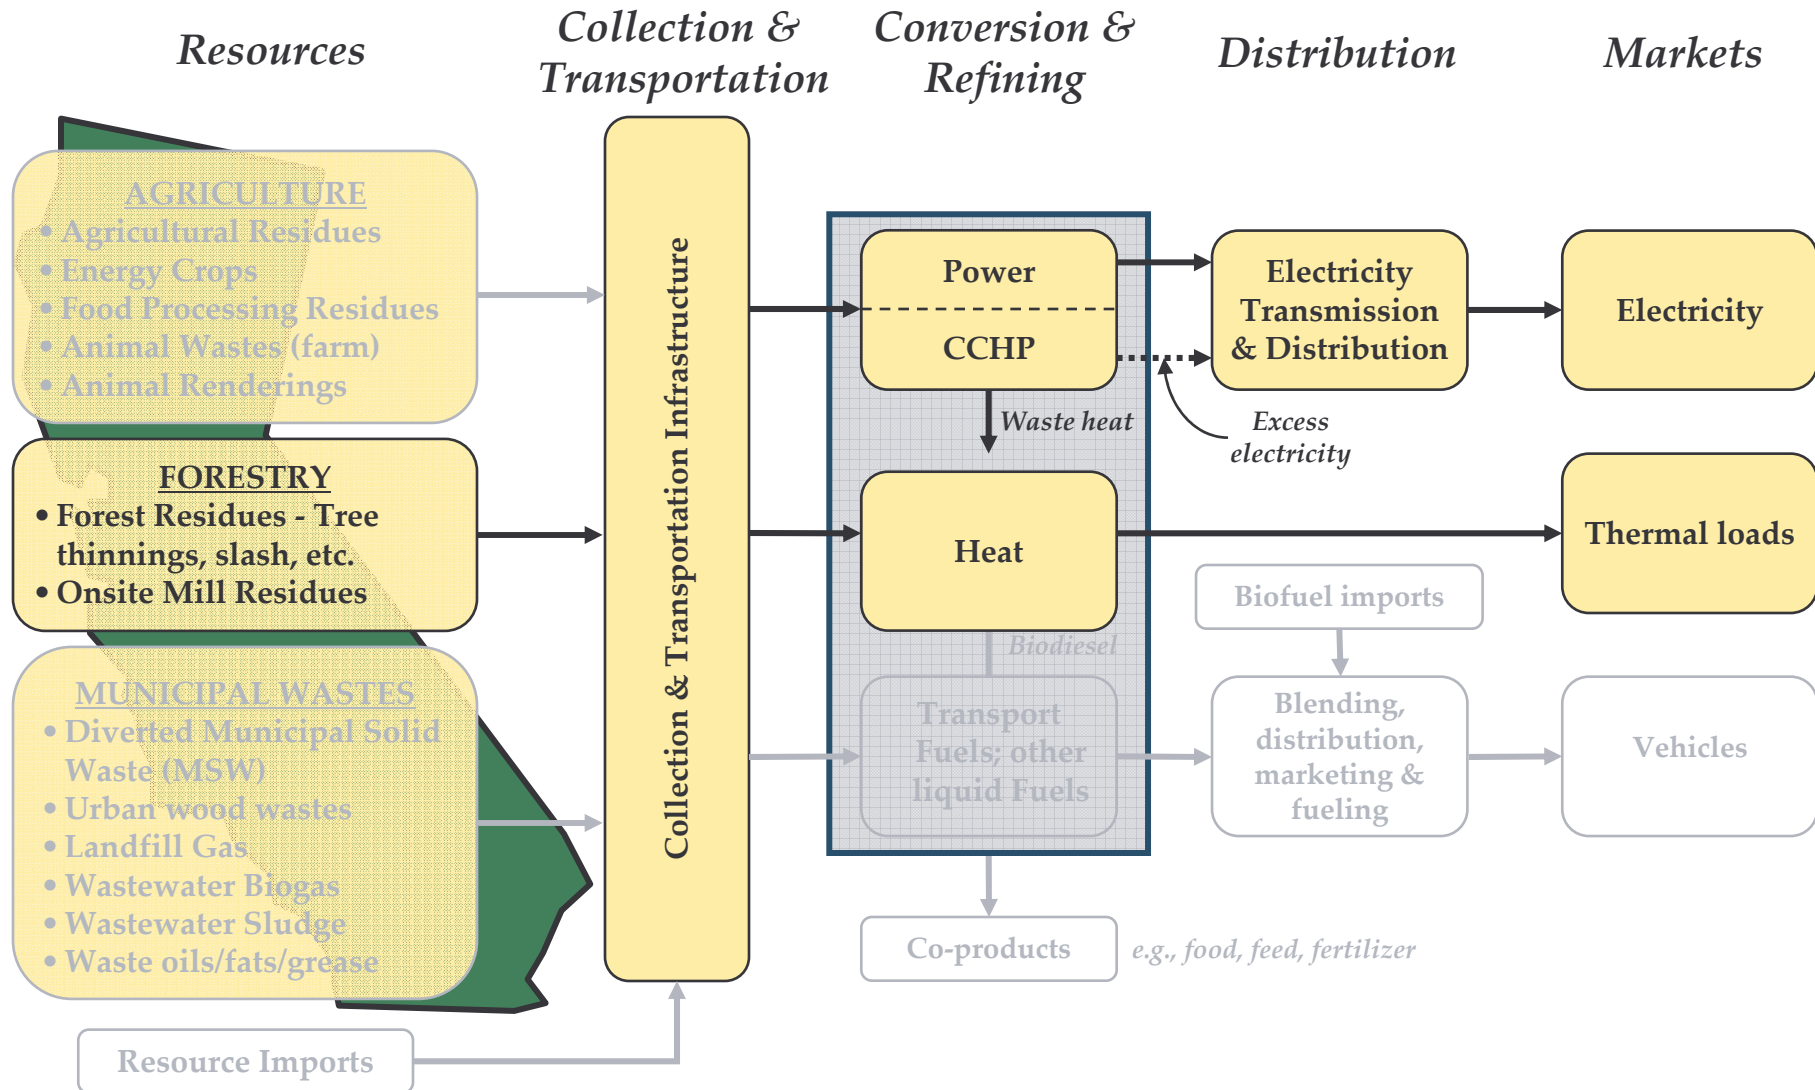 Resources
Collection &
Transportation
Conversion &
Refining
Distribution
Markets
AGRICULTURE
• Agricultural Residues
• Energy Crops
• Food Processing Residues
• Animal Wastes (farm)
• Animal Renderings
FORESTRY
• Forest Residues - Tree
thinnings, slash, etc.
• Onsite Mill Residues
MUNICIPAL WASTES
• Diverted Municipal Solid
Waste (MSW)
• Urban wood wastes
• Landfill Gas
• Wastewater Biogas
• Wastewater Sludge
• Waste oils/fats/grease
Resource Imports
Collection & Transportation Infrastructure
Power
CCHP
Waste heat
Heat
Biodiesel
Transport
Fuels; other
liquid Fuels
Co-products
e.g., food, feed, fertilizer
Electricity
Transmission
& Distribution
Excess
electricity
Biofuel imports
Blending,
distribution,
marketing &
fueling
Electricity
Thermal loads
Vehicles